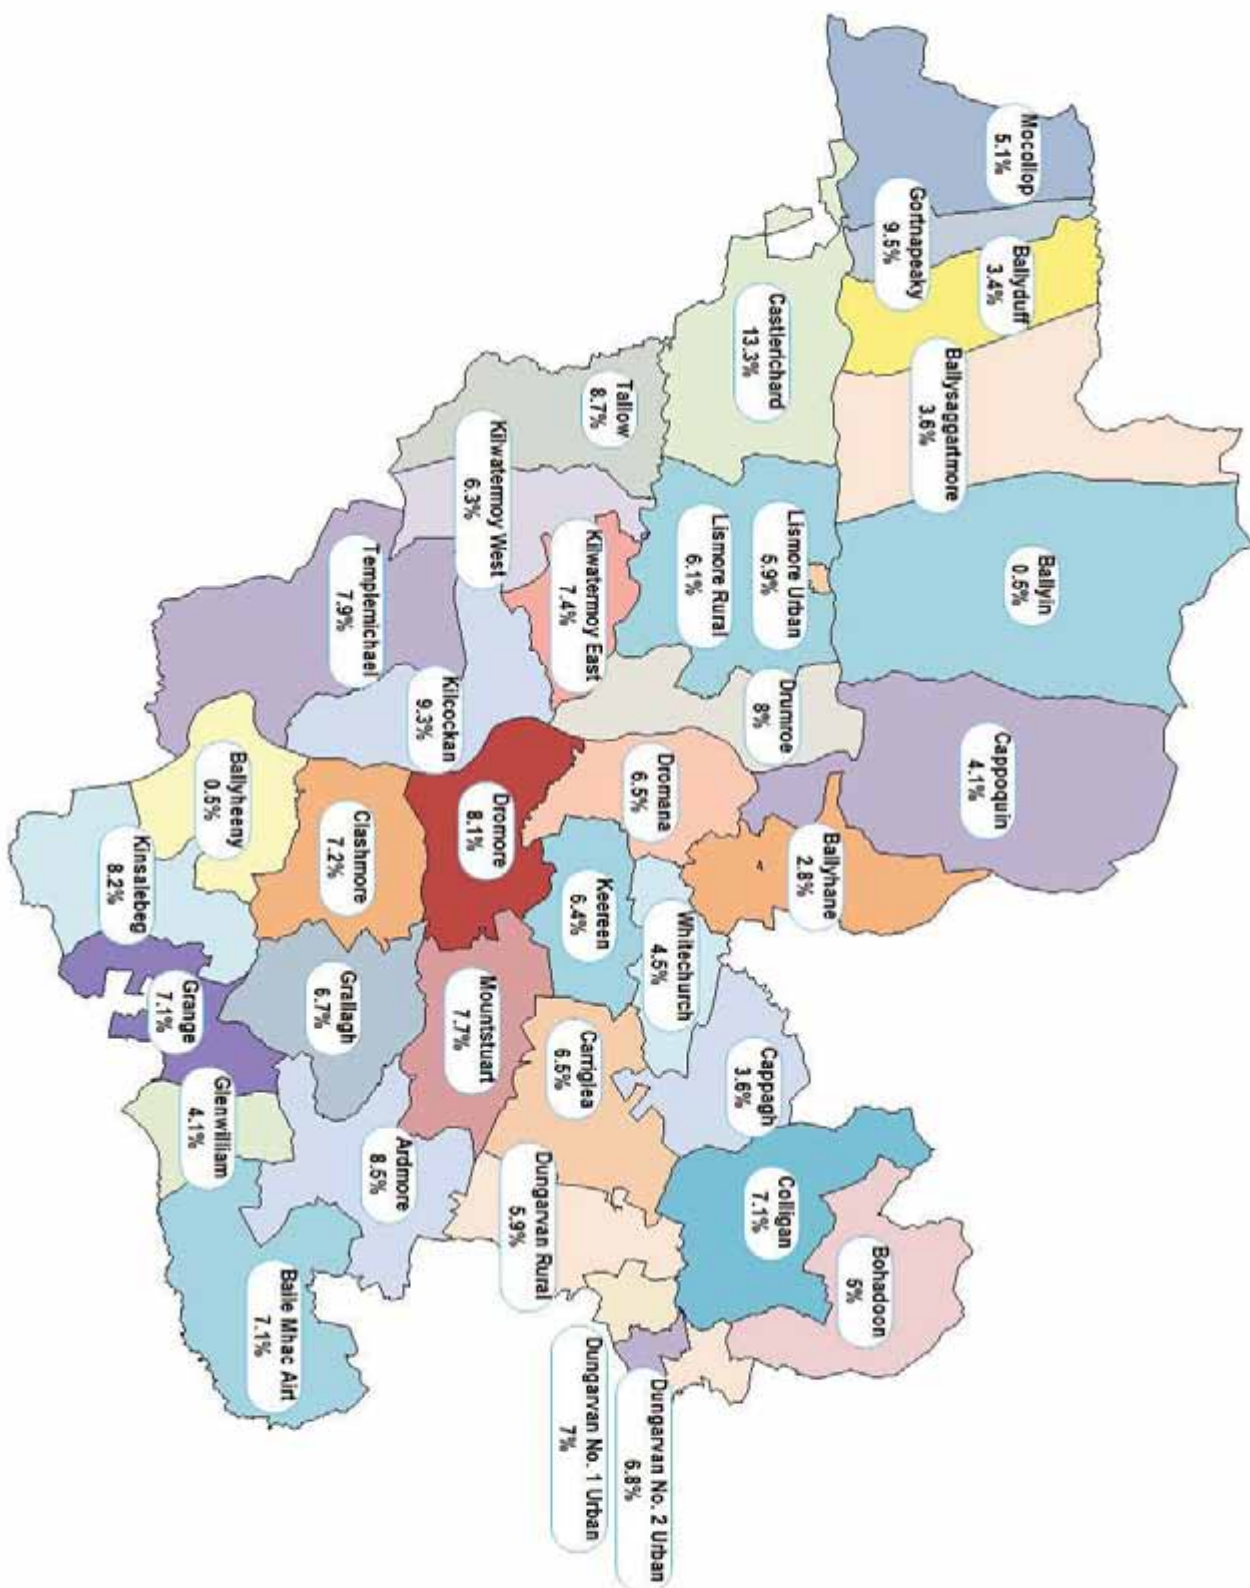 Mocollop
5.1%
Ballyduff
3.4%
Gortnapeaky
9.5%
Ballysaggartmore
3.6%
Ballyin
0.5%
Cappoquin
4.1%
Castlerichard
13.3%
Tallow
8.7%
Lismore Urban
5.9%
Lismore Rural
6.1%
Kilwatermoy West
6.3%
Kilwatermoy East
7.4%
Templemichael
7.9%
Kilcockan
9.3%
Drumroe
8%
Dromana
6.5%
Ballyhane
2.8%
4
Dromore
8.1%
Clashmore
7.2%
Ballyheeny
0.5%
Kinsalebeg
8.2%
Keereen
6.4%
Whitechurch
4.5%
Cappagh
3.6%
Mountstuart
7.7%
Carriglea
6.5%
Grallagh
6.7%
Grange
7.1%
Glenwilliam
4.1%
Ardmore
8.5%
Colligan
7.1%
Bohadoon
5%
Dungarvan Rural
5.9%
Baile Mhac Airt
7.1%
Dungarvan No. 2 Urban
6.8%
Dungarvan No. 1 Urban
7%